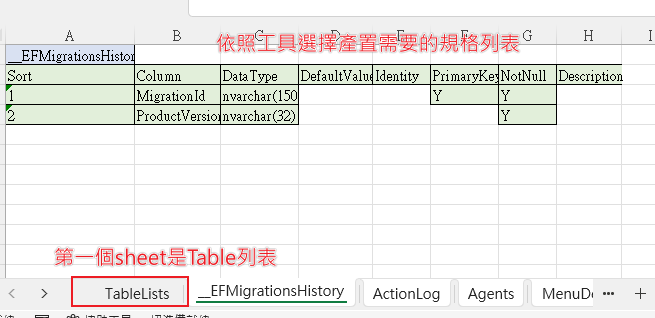 A B C D E F G H I
__EFMigrationsHistor
依照工具選擇產置需要的規格列表
Sort Column DataType DefaultValue Identity PrimaryKey NotNull Description
1 MigrationId nvarchar(150 Y Y
2 ProductVersion nvarchar(32) Y
第一個sheet是Table列表
TableLists __EFMigrationsHistory ActionLog Agents MenuDe